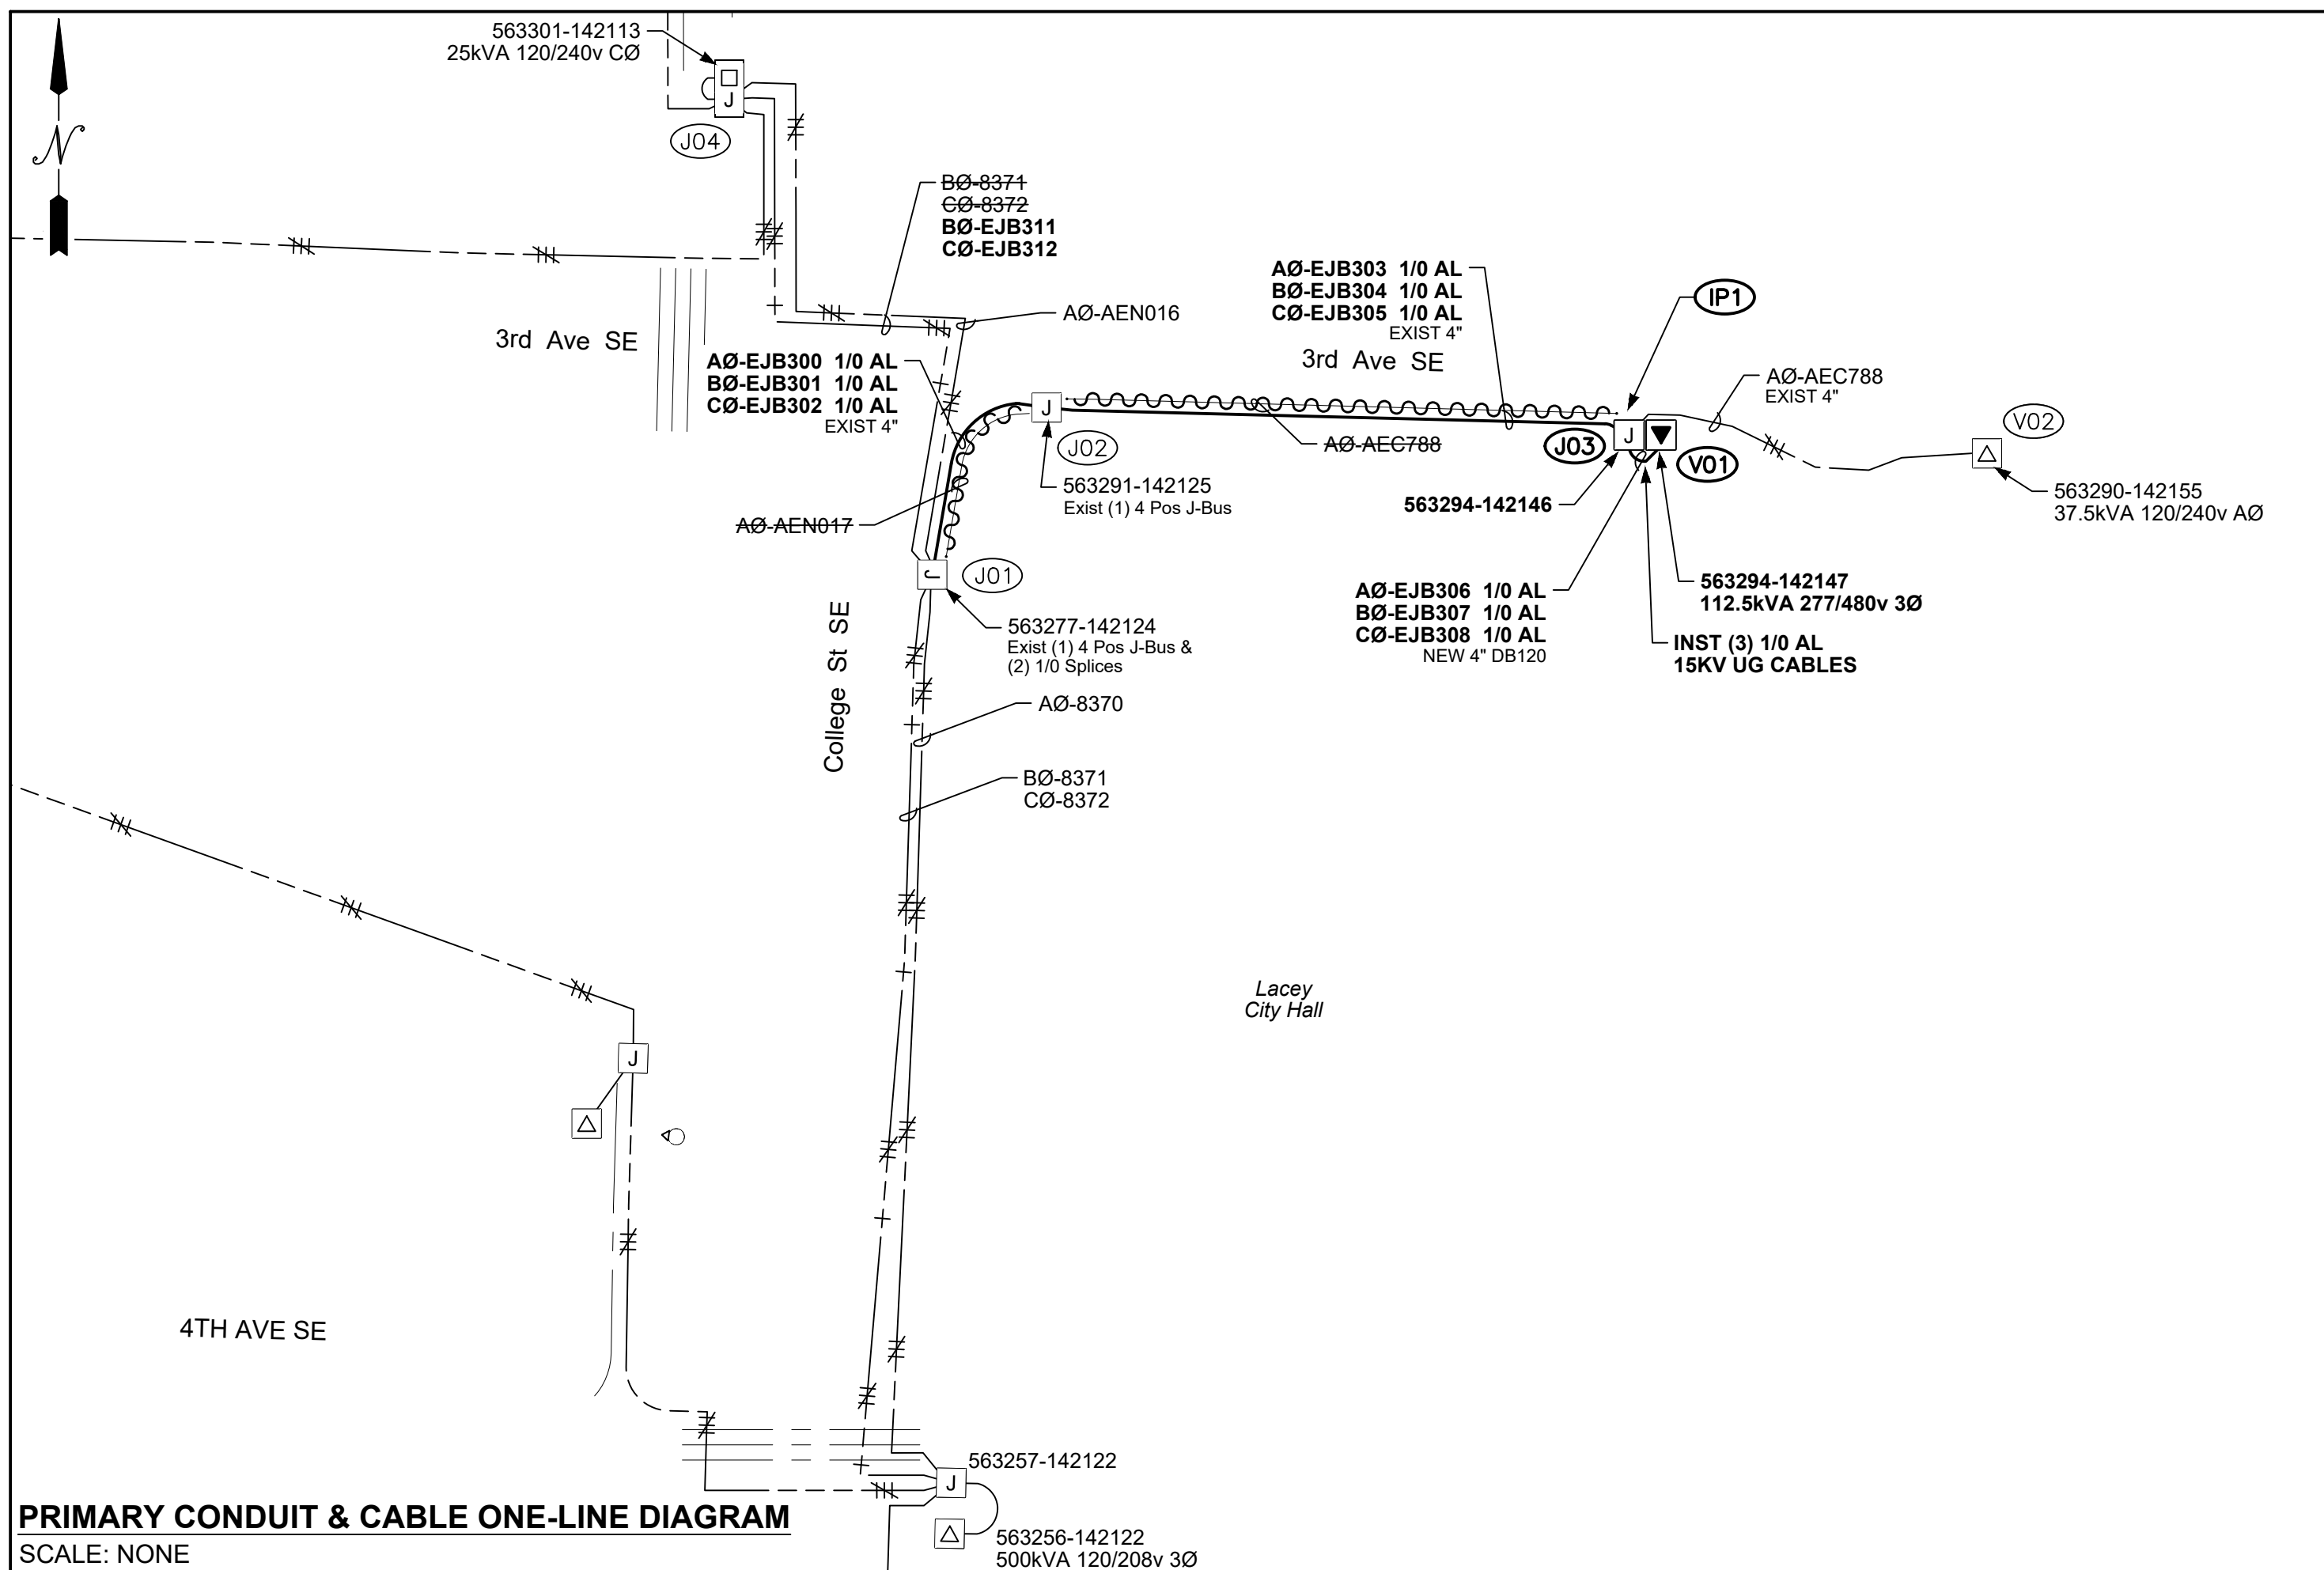 563301-142113
25kVA 120/240v CØ
J
J04
N
BØ-8371
CØ-8372
BØ-EJB311
CØ-EJB312
AØ-AEN016
3rd Ave SE
AØ-EJB300 1/0 AL
BØ-EJB301 1/0 AL
CØ-EJB302 1/0 AL
EXIST 4"
AØ-EJB303 1/0 AL
BØ-EJB304 1/0 AL
CØ-EJB305 1/0 AL
EXIST 4"
3rd Ave SE
IP1
AØ-AEC788
EXIST 4"
J
J02
AØ-AEC788
J03
J
V01
V02
563291-142125
Exist (1) 4 Pos J-Bus
563294-142146
563290-142155
37.5kVA 120/240v AØ
AØ-AEN017
J
J01
563277-142124
Exist (1) 4 Pos J-Bus &
(2) 1/0 Splices
AØ-EJB306 1/0 AL
BØ-EJB307 1/0 AL
CØ-EJB308 1/0 AL
NEW 4" DB120
563294-142147
112.5kVA 277/480v 3Ø
INST (3) 1/0 AL
15KV UG CABLES
College St SE
AØ-8370
BØ-8371
CØ-8372
Lacey
City Hall
J
4TH AVE SE
563257-142122
J
563256-142122
500kVA 120/208v 3Ø
PRIMARY CONDUIT & CABLE ONE-LINE DIAGRAM
SCALE: NONE